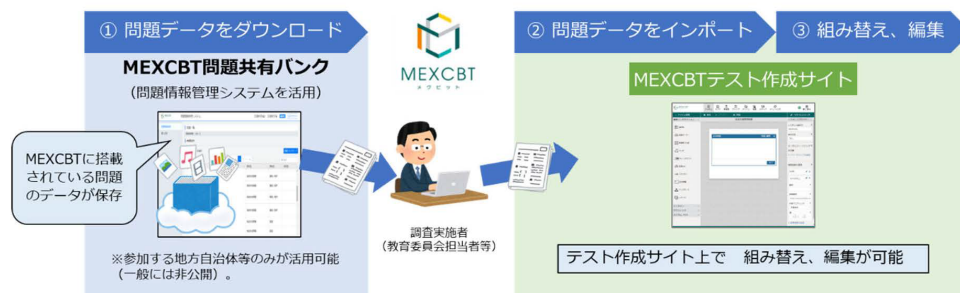 ① 問題データをダウンロード
MEXCBT問題共有バンク
(問題情報管理システムを活用)
MEXCBTに搭載
されている問題
のデータが保存
※参加する地方自治体等のみが活用可能
(一般には非公開)。
MEXCBT
メクビット
調査実施者
(教育委員会担当者等)
② 問題データをインポート
③ 組み替え、編集
MEXCBTテスト作成サイト
テスト作成サイト上で 組み替え、編集が可能